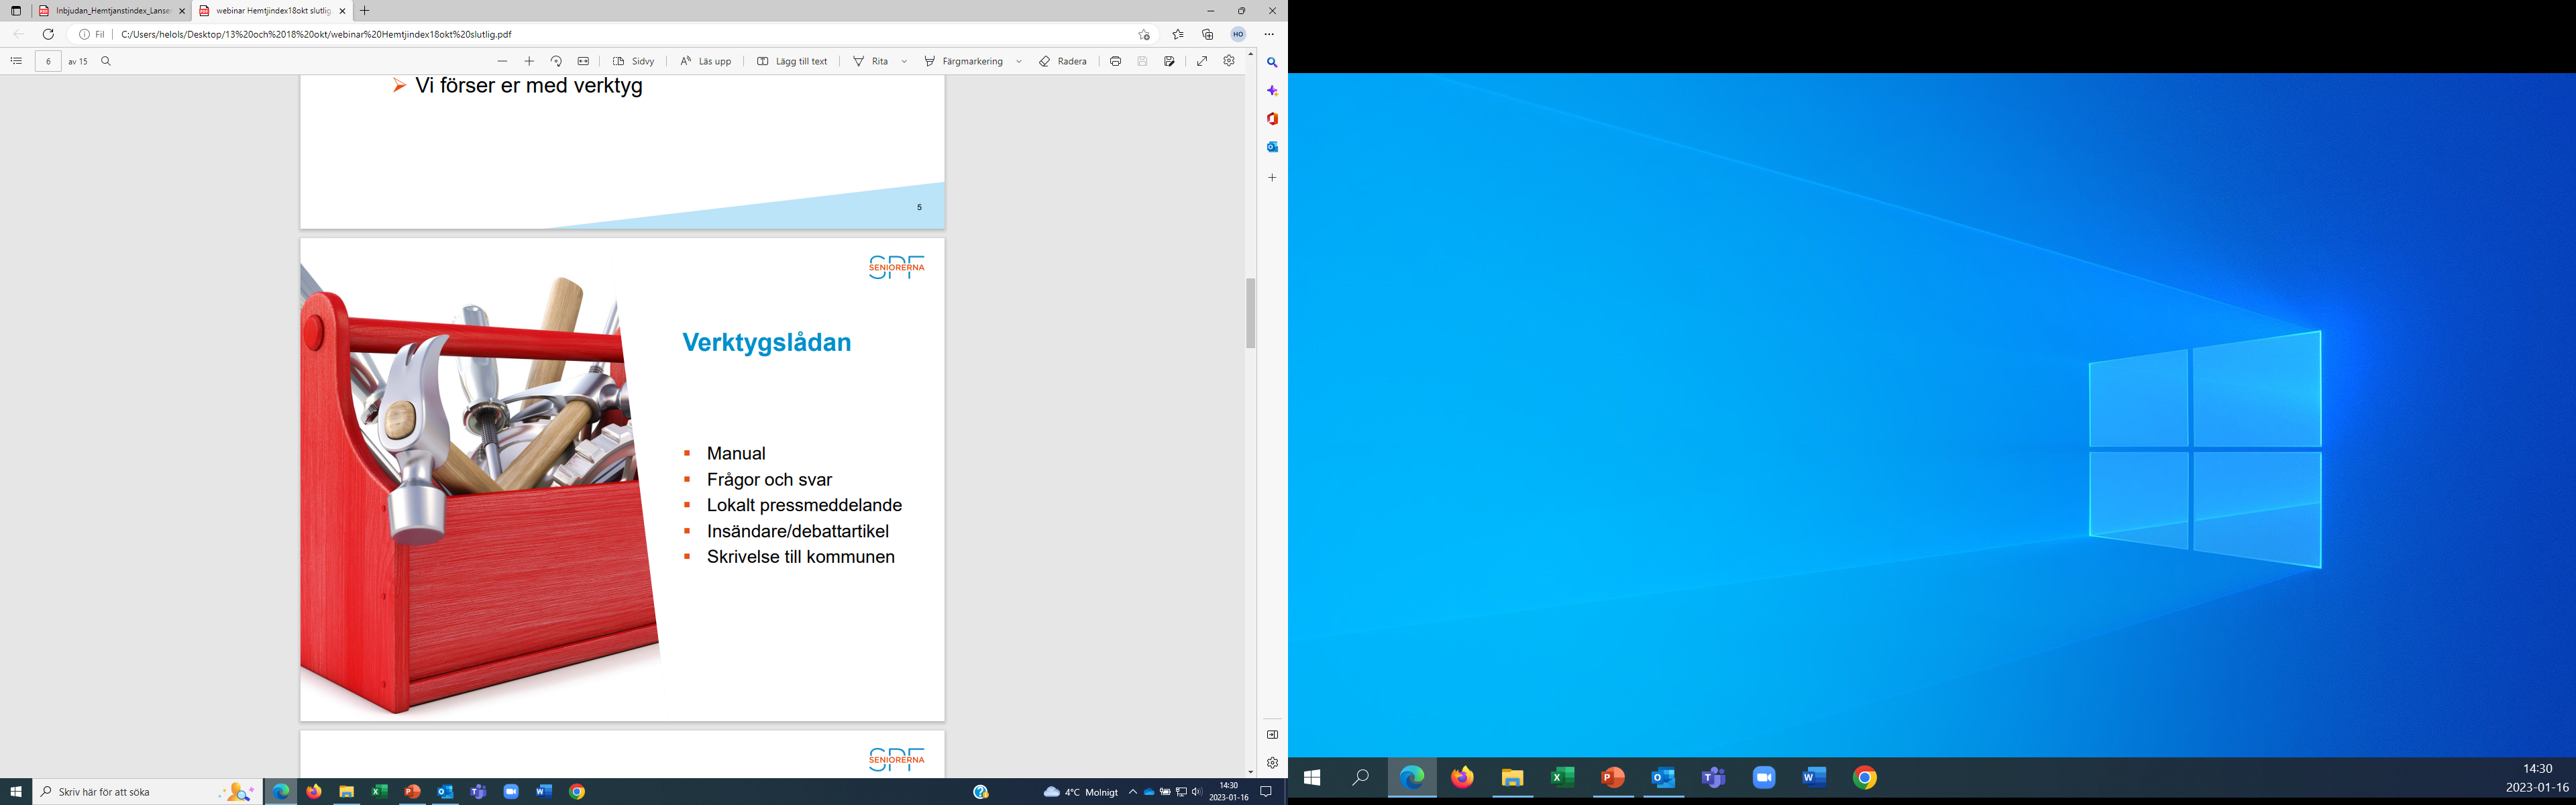 Inbjudan_Hemtjanstindex_Lanser
webinar Hemtjindex18okt slutlig.
Fil
C:/Users/helols/Desktop/13%20och%2018%20okt/webinar%20Hemtjindex18okt%20slutlig.pdf
HO
6
av 15
Sidvy
Läs upp
Lägg till text
Rita
Färgmarkering
Radera
Vi förser er med verktyg
5
SPF
SENIORERNA
Verktygslådan
Manual
Frågor och svar
Lokalt pressmeddelande
Insändare/debattartikel
Skrivelse till kommunen
SPF
SENIORERNA
Skriv här för att söka
4°C Molnigt
14:30
2023-01-16
14:30
2023-01-16